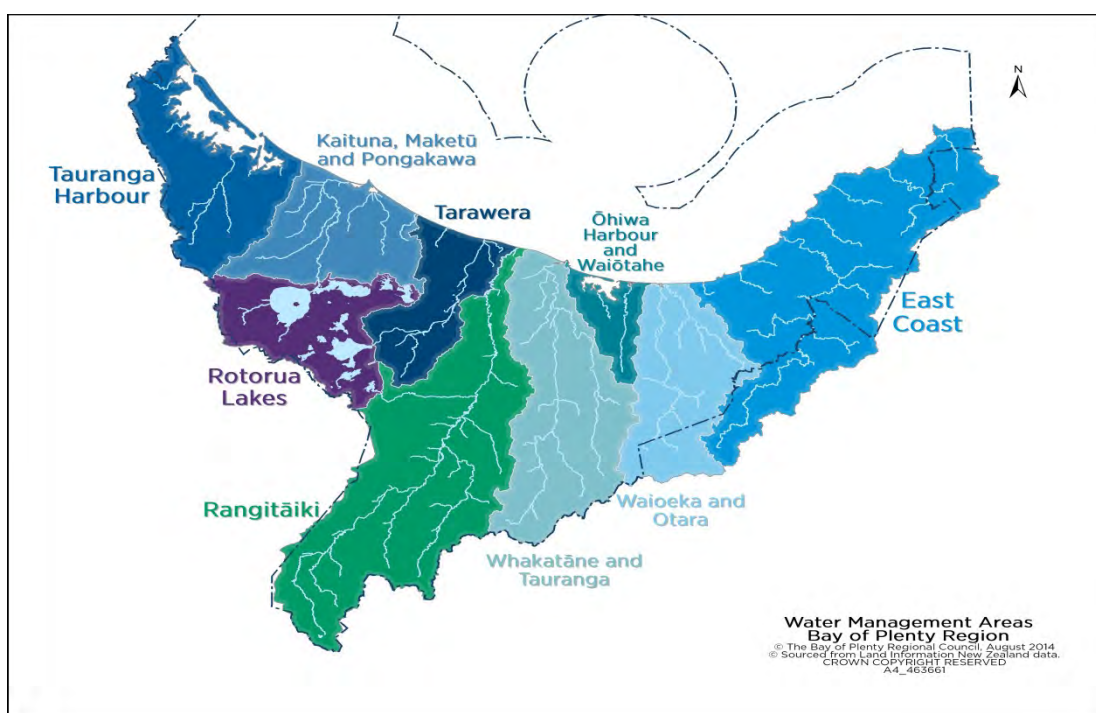 N
Kaituna, Maketū
and Pongakawa
Tauranga
Harbour
Tarawera
Ōhiwa
Harbour
and
Waiōtahe
East
Coast
Rotorua
Lakes
Rangitāiki
Waioeka and
Otara
Whakatāne and
Tauranga
Water Management Areas
Bay of Plenty Region
© The Bay of Plenty Regional Council, August 2014
© Sourced from Land Information New Zealand data.
CROWN COPYRIGHT RESERVED
A4_463661